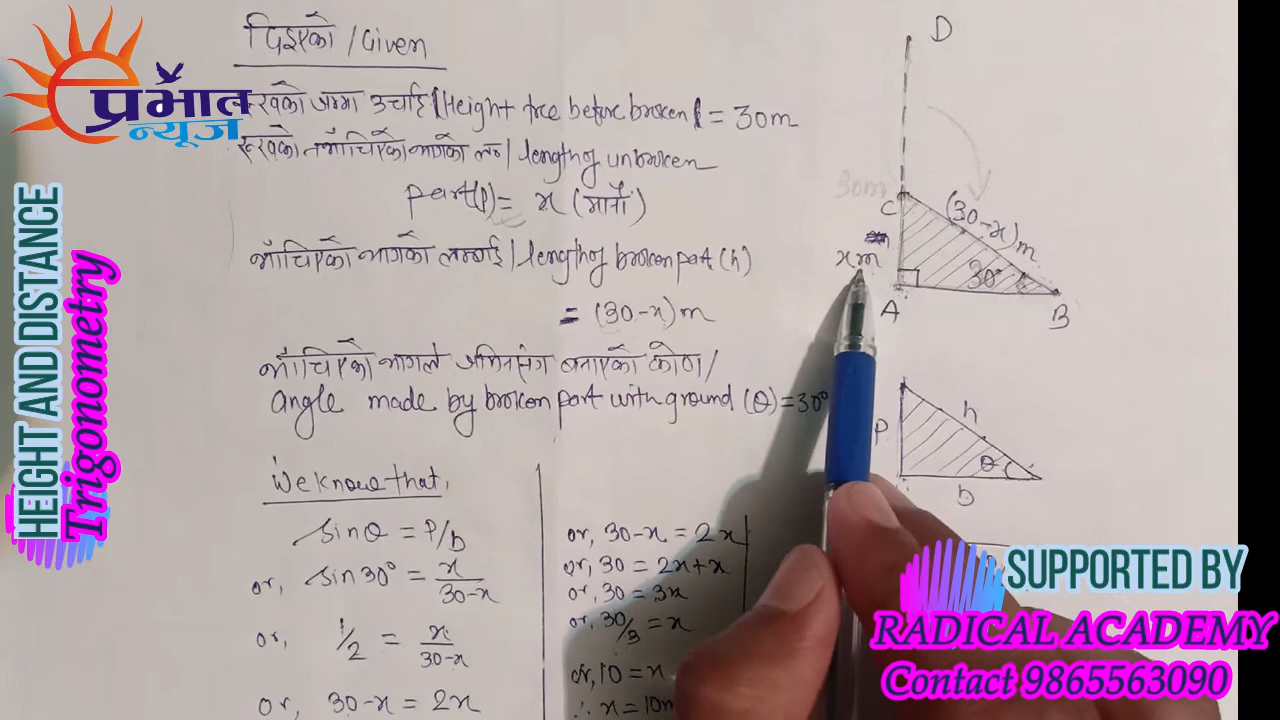 दिइएको / Given
प्रभात
न्यूज
रूखको जम्मा उचाई / Height tree before broken = 30m
रूखको नभाँचिएको भागको लम्बाई / length of unbroken
part(p) = x (मानौं)
भाँचिएको भागको लम्बाई / length of broken part (h)
= (30-x)m
भाँचिएको भागले जमिनसंग बनाएको कोण /
angle made by broken part with ground (θ) = 30°
We know that,
sinθ = P/b
or, sin30° = x/30-x
or, 1/2 = x/30-x
or, 30-x = 2x
or, 30-x = 2x
or, 30 = 2x+x
or, 30 = 3x
or, 30/3 = x
or, 10 = x
∴ x = 10m
D
30m
C
(30-x)m
xm
30°
A
B
P
h
θ
b
HEIGHT AND DISTANCE
Trigonometry
SUPPORTED BY
RADICAL ACADEMY
Contact 9865563090